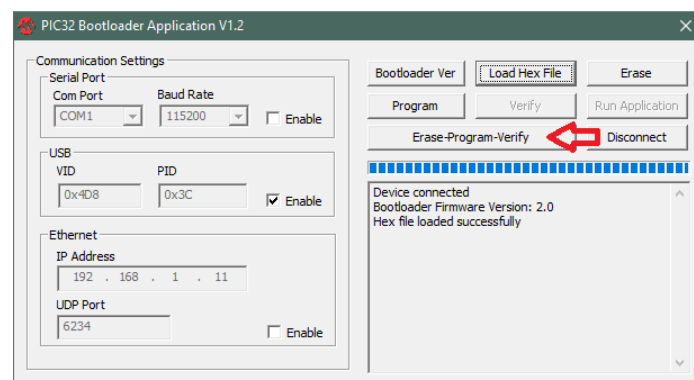 PIC32 Bootloader Application V1.2
Communication Settings
Serial Port
Com Port Baud Rate
COM1 115200 Enable
USB
VID PID
0x4D8 0x3C Enable
Ethernet
IP Address
192 . 168 . 1 . 11
UDP Port
6234
Enable
Bootloader Ver Load Hex File Erase
Program Verify Run Application
Erase-Program-Verify Disconnect
Device connected
Bootloader Firmware Version: 2.0
Hex file loaded successfully